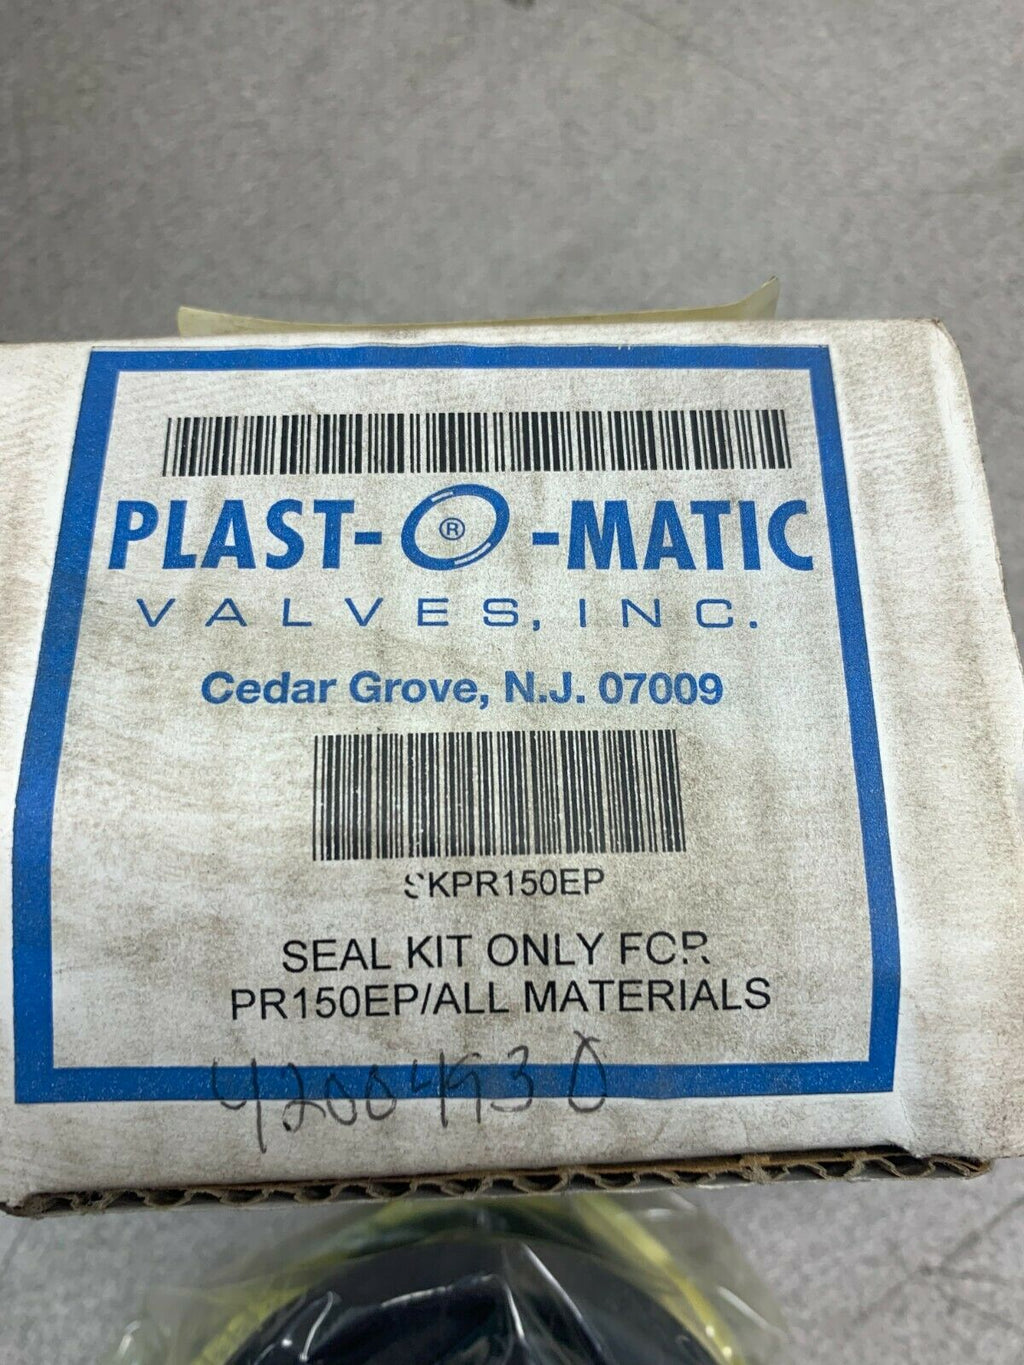 PLAST-O-MATIC
®
VALVES, INC.
Cedar Grove, N.J. 07009
SKPR150EP
SEAL KIT ONLY FOR
PR150EP/ALL MATERIALS
42004930